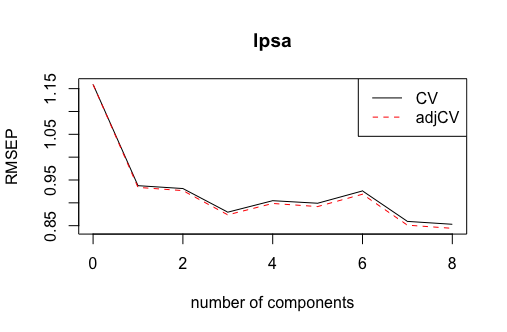 lpsa
RMSEP
1.15
1.05
0.95
0.85
CV
adjCV
0 2 4 6 8
number of components